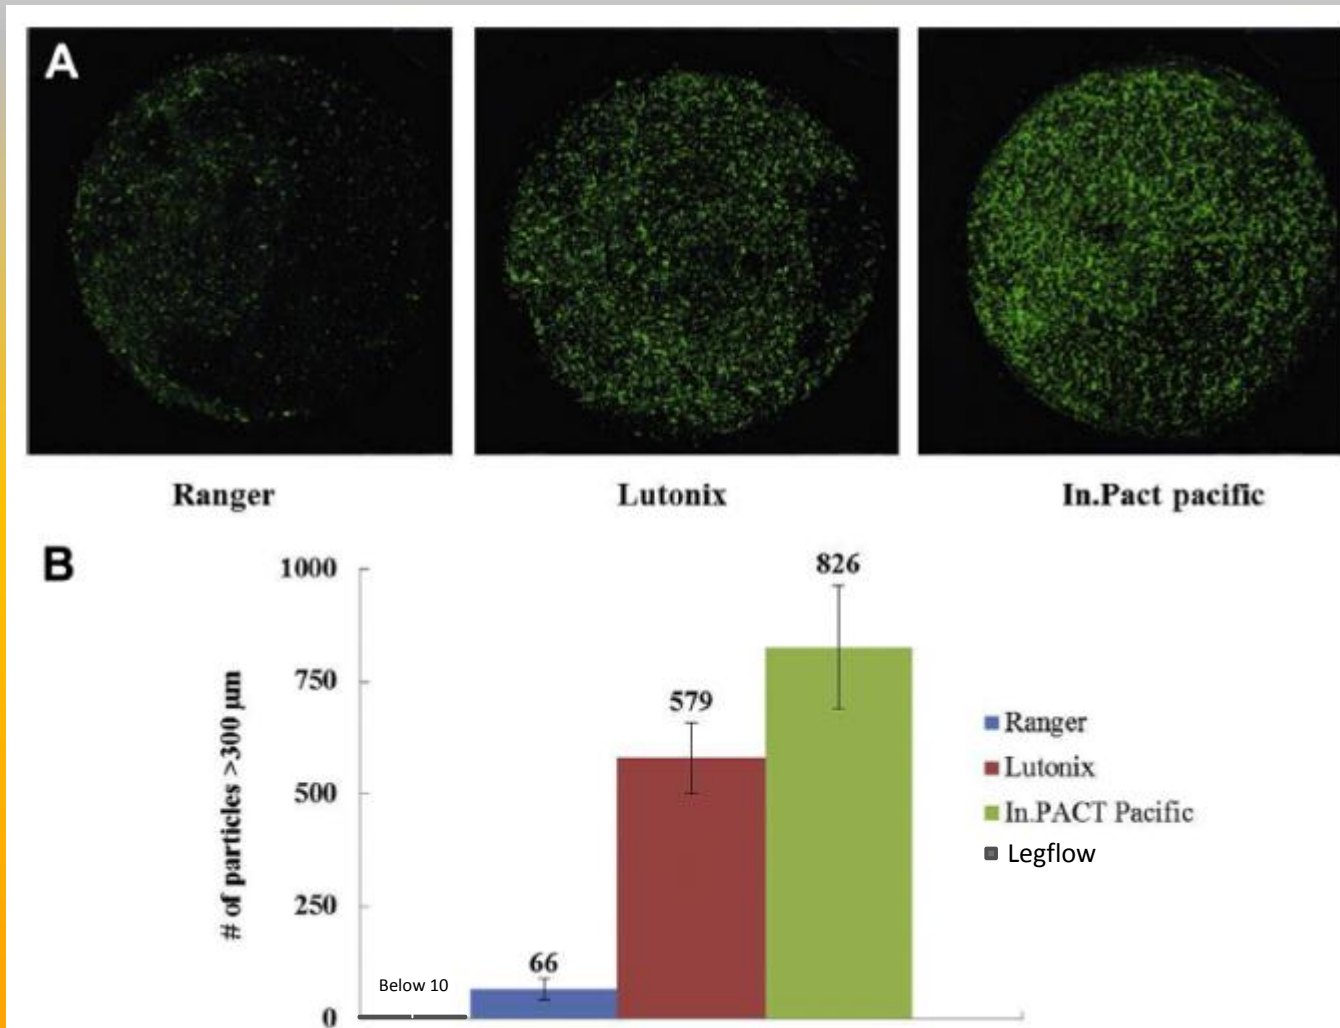 A
Ranger
Lutonix
In.Pact pacific
B
# of particles >300 µm
1000
750
500
250
0
Below 10
66
579
826
Ranger
Lutonix
In.PACT Pacific
Legflow